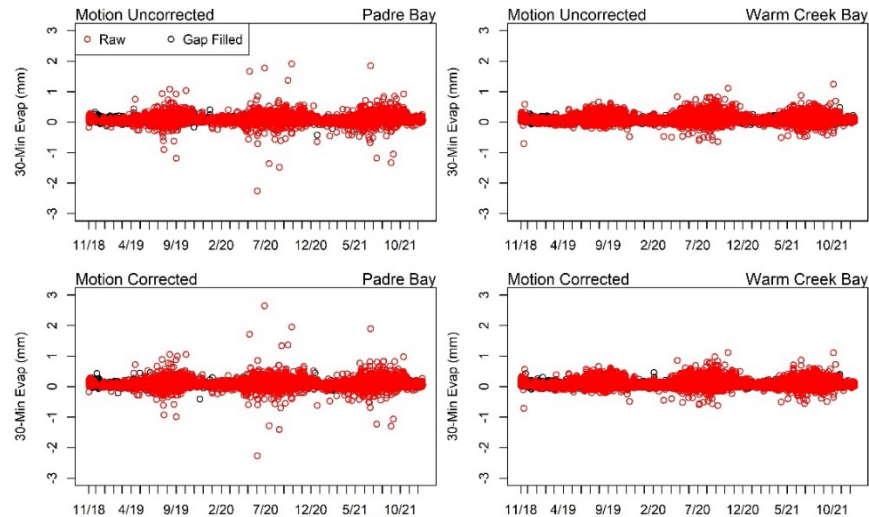 Motion Uncorrected Padre Bay
Raw Gap Filled
30-Min Evap (mm)
3
2
1
0
-1
-2
-3
11/18 4/19 9/19 2/20 7/20 12/20 5/21 10/21
Motion Uncorrected Warm Creek Bay
30-Min Evap (mm)
3
2
1
0
-1
-2
-3
11/18 4/19 9/19 2/20 7/20 12/20 5/21 10/21
Motion Corrected Padre Bay
30-Min Evap (mm)
3
2
1
0
-1
-2
-3
11/18 4/19 9/19 2/20 7/20 12/20 5/21 10/21
Motion Corrected Warm Creek Bay
30-Min Evap (mm)
3
2
1
0
-1
-2
-3
11/18 4/19 9/19 2/20 7/20 12/20 5/21 10/21